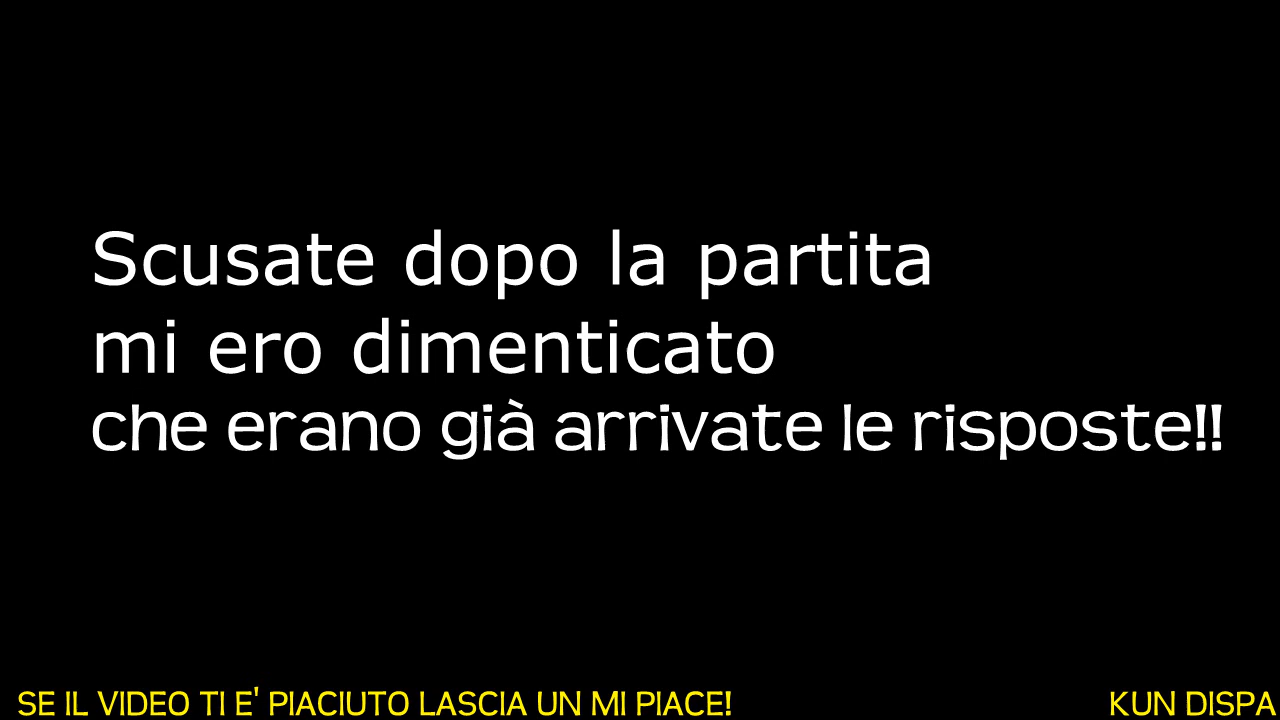 Scusate dopo la partita
mi ero dimenticato
che erano già arrivate le risposte!!
SE IL VIDEO TI E' PIACIUTO LASCIA UN MI PIACE!
KUN DISPA